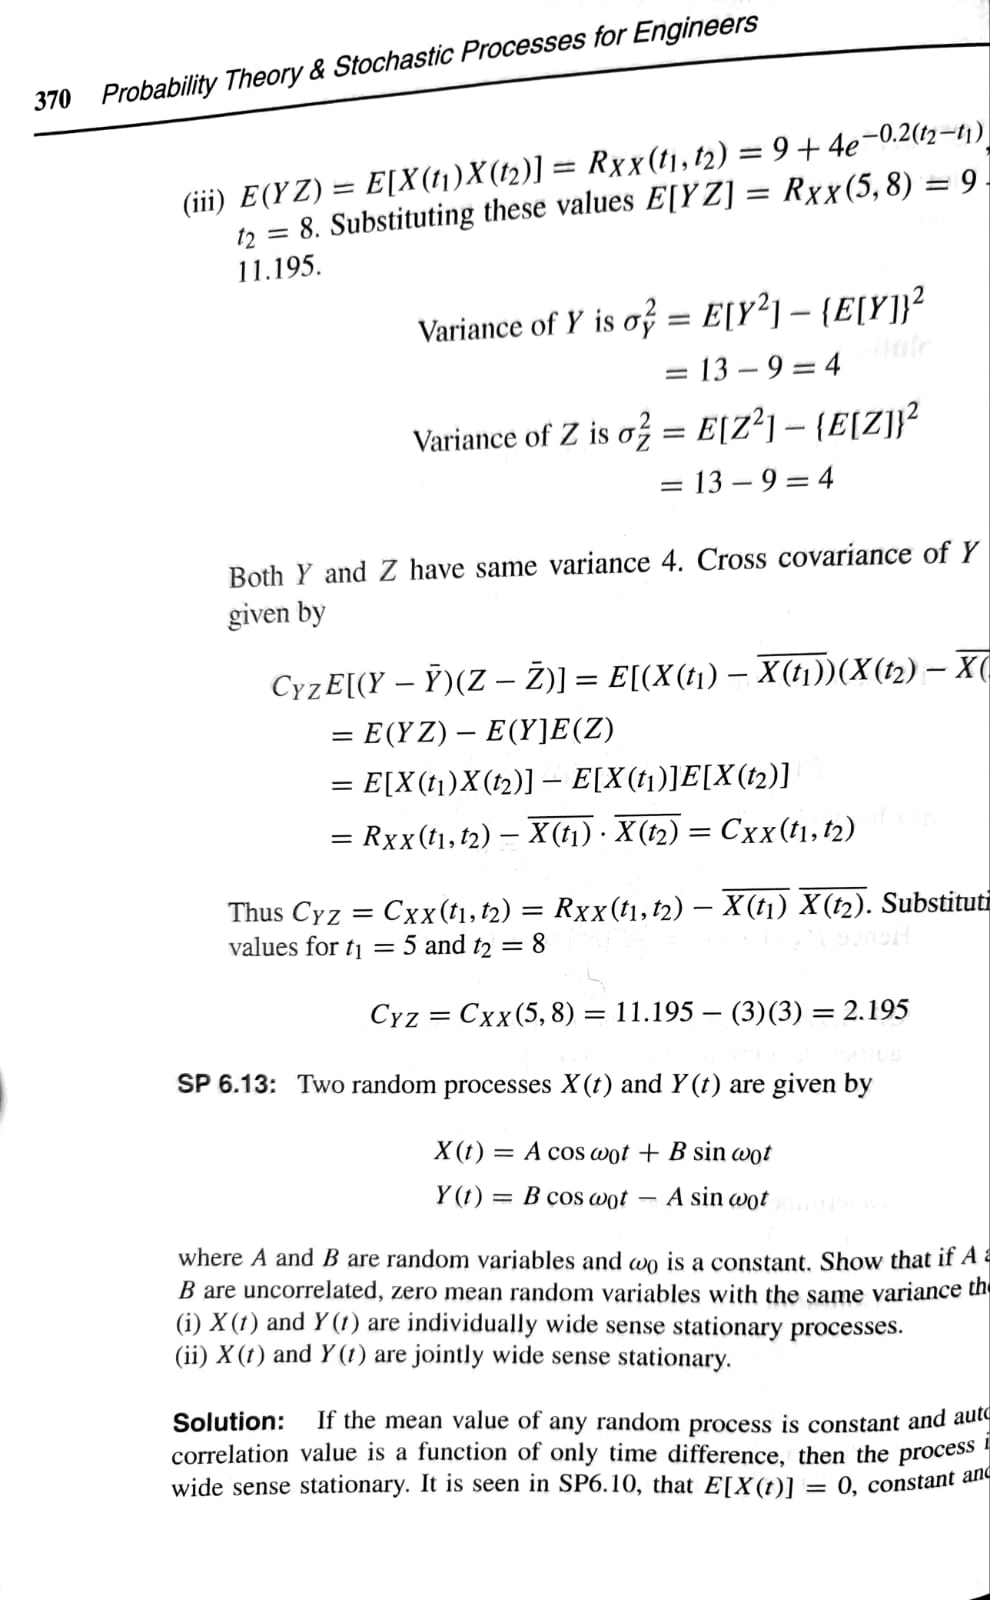 370 Probability Theory & Stochastic Processes for Engineers
(iii) E(YZ) = E[X(t₁)X(t₂)] = R_XX(t₁, t₂) = 9 + 4e^{−0.2(t₂−t₁)},
t₂ = 8. Substituting these values E[YZ] = R_XX(5, 8) = 9
11.195.
Variance of Y is σ_Y² = E[Y²] − {E[Y]}²
= 13 − 9 = 4
Variance of Z is σ_Z² = E[Z²] − {E[Z]}²
= 13 − 9 = 4
Both Y and Z have same variance 4. Cross covariance of Y
given by
C_YZ E[(Y − Ȳ)(Z − Z̄)] = E[(X(t₁) − \overline{X(t₁)})(X(t₂) − \overline{X(
= E(YZ) − E(Y]E(Z)
= E[X(t₁)X(t₂)] − E[X(t₁)]E[X(t₂)]
= R_XX(t₁, t₂) − \overline{X(t₁)} · \overline{X(t₂)} = C_XX(t₁, t₂)
Thus C_YZ = C_XX(t₁, t₂) = R_XX(t₁, t₂) − \overline{X(t₁)} \overline{X(t₂)}. Substituti
values for t₁ = 5 and t₂ = 8
C_YZ = C_XX(5, 8) = 11.195 − (3)(3) = 2.195
SP 6.13: Two random processes X(t) and Y(t) are given by
X(t) = A cos ω₀t + B sin ω₀t
Y(t) = B cos ω₀t − A sin ω₀t
where A and B are random variables and ω₀ is a constant. Show that if A
B are uncorrelated, zero mean random variables with the same variance the
(i) X(t) and Y(t) are individually wide sense stationary processes.
(ii) X(t) and Y(t) are jointly wide sense stationary.
Solution: If the mean value of any random process is constant and auto
correlation value is a function of only time difference, then the process i
wide sense stationary. It is seen in SP6.10, that E[X(t)] = 0, constant and